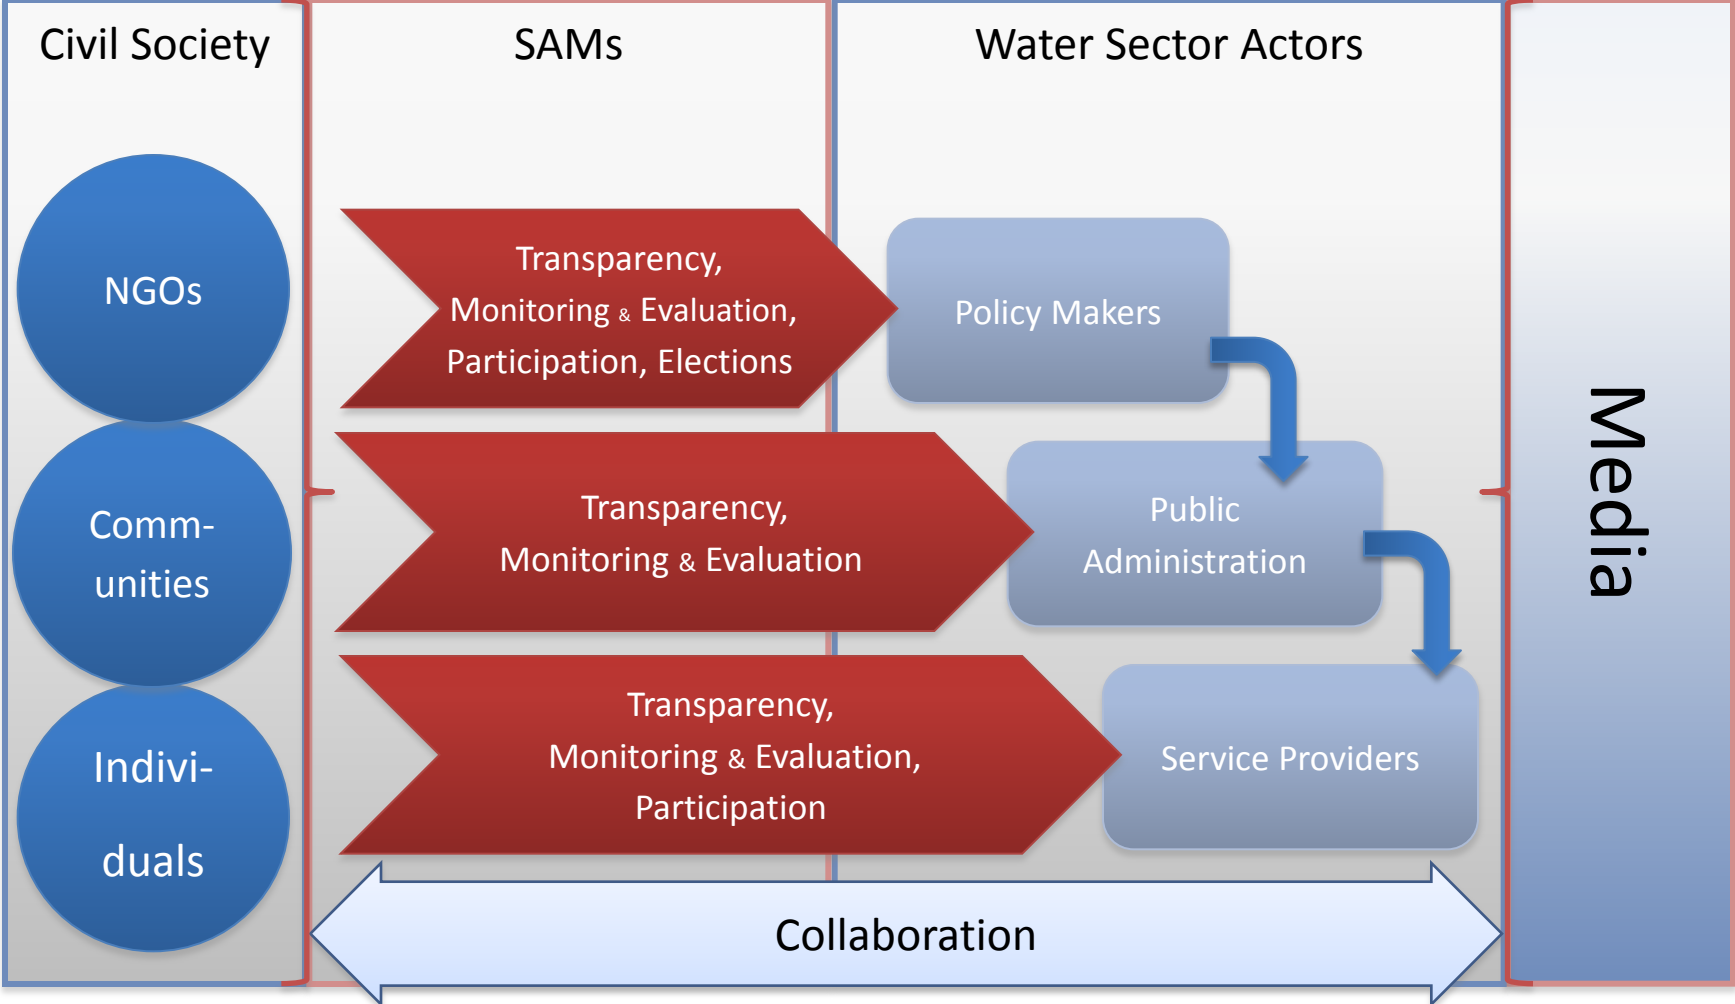 Civil Society
SAMs
Water Sector Actors
NGOs
Comm-
unities
Indivi-
duals
Transparency,
Monitoring & Evaluation,
Participation, Elections
Transparency,
Monitoring & Evaluation
Transparency,
Monitoring & Evaluation,
Participation
Policy Makers
Public
Administration
Service Providers
Collaboration
Media